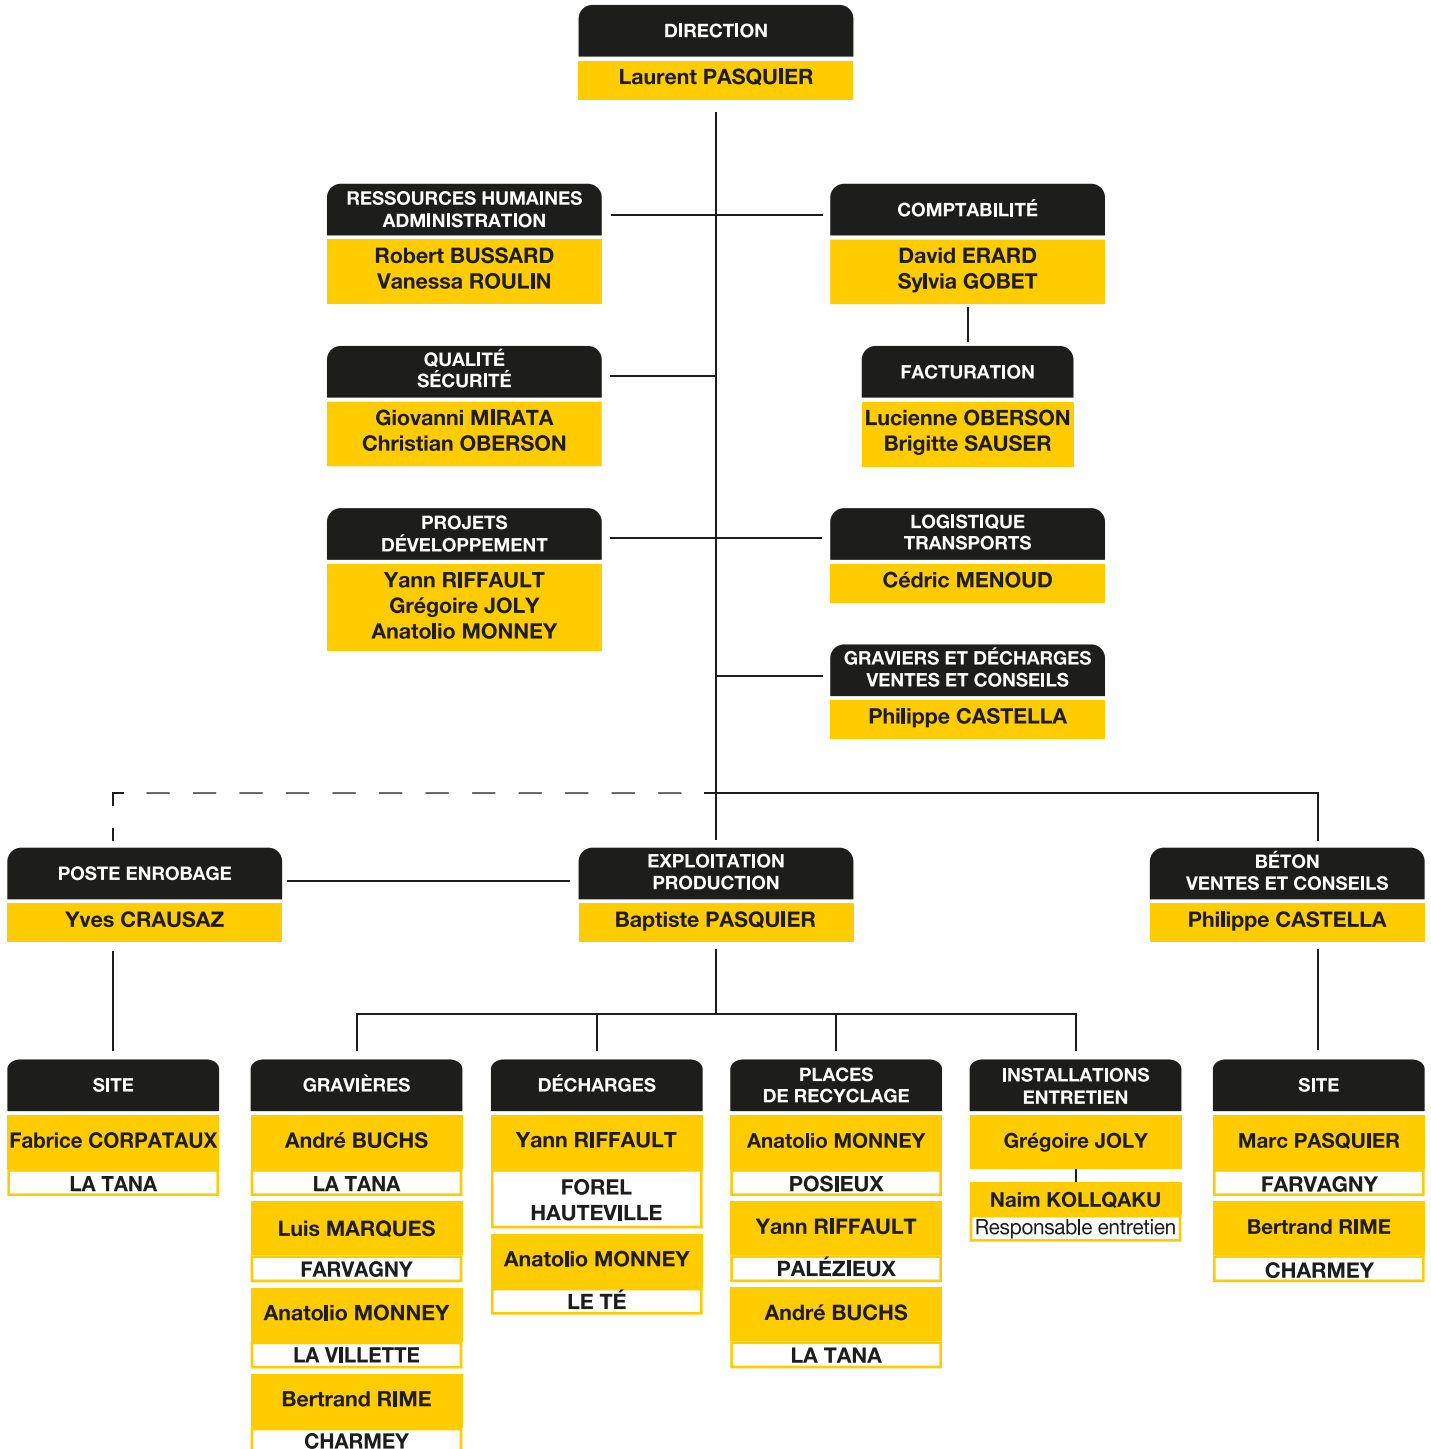 DIRECTION
Laurent PASQUIER
RESSOURCES HUMAINES
ADMINISTRATION
Robert BUSSARD
Vanessa ROULIN
COMPTABILITÉ
David ERARD
Sylvia GOBET
QUALITÉ
SÉCURITÉ
Giovanni MIRATA
Christian OBERSON
FACTURATION
Lucienne OBERSON
Brigitte SAUSER
PROJETS
DÉVELOPPEMENT
Yann RIFFAULT
Grégoire JOLY
Anatolio MONNEY
LOGISTIQUE
TRANSPORTS
Cédric MENOUD
GRAVIERS ET DÉCHARGES
VENTES ET CONSEILS
Philippe CASTELLA
POSTE ENROBAGE
Yves CRAUSAZ
EXPLOITATION
PRODUCTION
Baptiste PASQUIER
BÉTON
VENTES ET CONSEILS
Philippe CASTELLA
SITE
Fabrice CORPATAUX
LA TANA
GRAVIÈRES
André BUCHS
LA TANA
Luis MARQUES
FARVAGNY
Anatolio MONNEY
LA VILLETTE
Bertrand RIME
CHARMEY
DÉCHARGES
Yann RIFFAULT
FOREL
HAUTEVILLE
Anatolio MONNEY
LE TÉ
PLACES
DE RECYCLAGE
Anatolio MONNEY
POSIEUX
Yann RIFFAULT
PALÉZIEUX
André BUCHS
LA TANA
INSTALLATIONS
ENTRETIEN
Grégoire JOLY
Naim KOLLQAKU
Responsable entretien
SITE
Marc PASQUIER
FARVAGNY
Bertrand RIME
CHARMEY